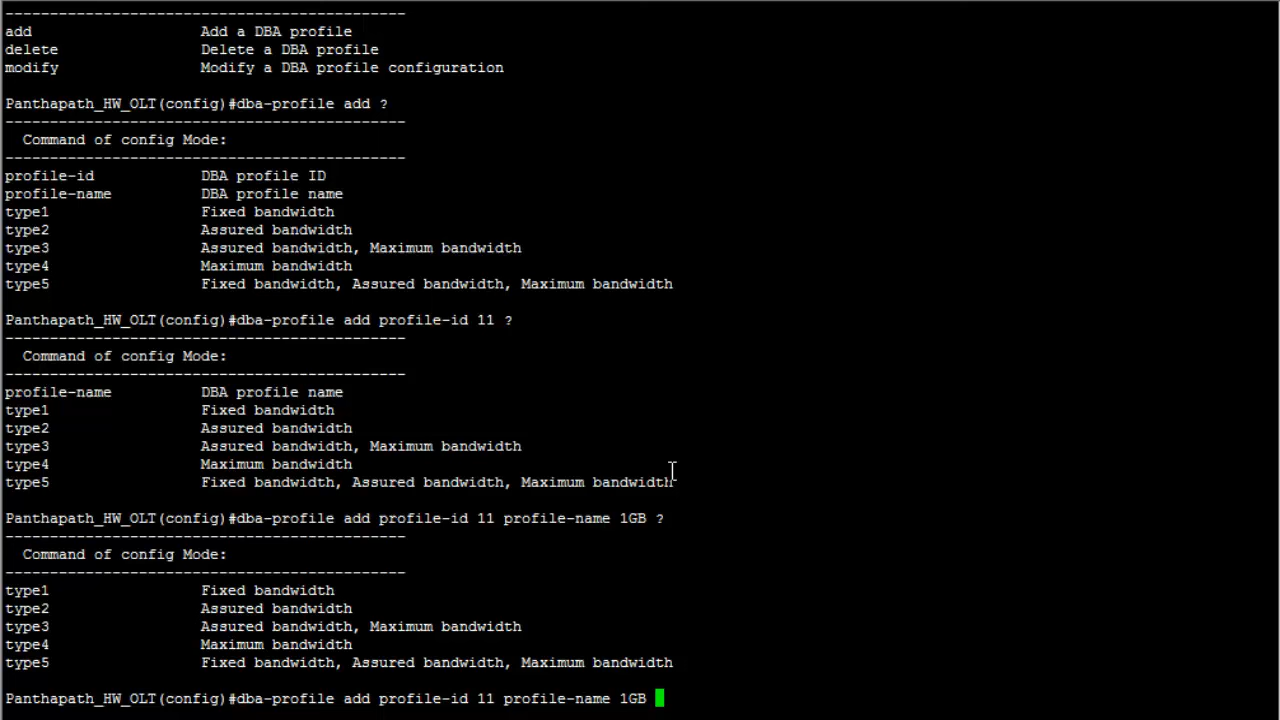 ----------------------------------------------
add                   Add a DBA profile
delete                Delete a DBA profile
modify                Modify a DBA profile configuration
Panthapath_HW_OLT(config)#dba-profile add ?
---------------------------------------------
  Command of config Mode:
---------------------------------------------
profile-id            DBA profile ID
profile-name          DBA profile name
type1                 Fixed bandwidth
type2                 Assured bandwidth
type3                 Assured bandwidth, Maximum bandwidth
type4                 Maximum bandwidth
type5                 Fixed bandwidth, Assured bandwidth, Maximum bandwidth
Panthapath_HW_OLT(config)#dba-profile add profile-id 11 ?
---------------------------------------------
  Command of config Mode:
---------------------------------------------
profile-name          DBA profile name
type1                 Fixed bandwidth
type2                 Assured bandwidth
type3                 Assured bandwidth, Maximum bandwidth
type4                 Maximum bandwidth
type5                 Fixed bandwidth, Assured bandwidth, Maximum bandwidth
Panthapath_HW_OLT(config)#dba-profile add profile-id 11 profile-name 1GB ?
---------------------------------------------
  Command of config Mode:
---------------------------------------------
type1                 Fixed bandwidth
type2                 Assured bandwidth
type3                 Assured bandwidth, Maximum bandwidth
type4                 Maximum bandwidth
type5                 Fixed bandwidth, Assured bandwidth, Maximum bandwidth
Panthapath_HW_OLT(config)#dba-profile add profile-id 11 profile-name 1GB